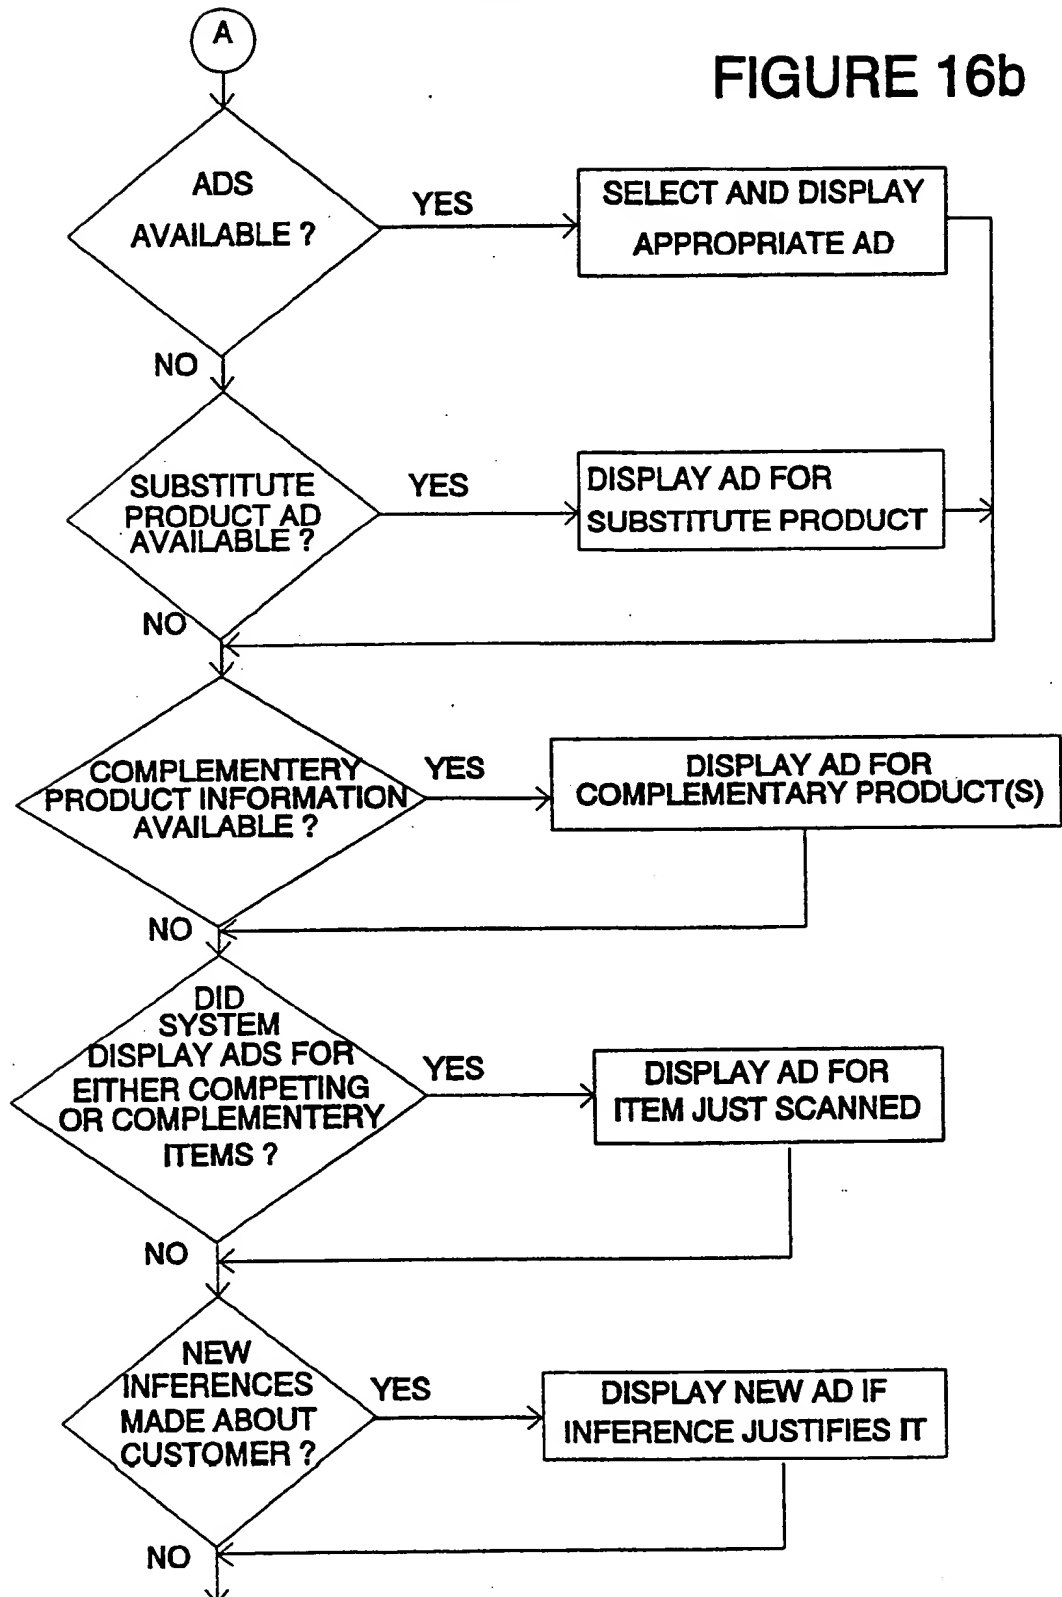 A
FIGURE 16b
ADS
AVAILABLE ?
YES
SELECT AND DISPLAY
APPROPRIATE AD
NO
SUBSTITUTE
PRODUCT AD
AVAILABLE ?
YES
DISPLAY AD FOR
SUBSTITUTE PRODUCT
NO
COMPLEMENTERY
PRODUCT INFORMATION
AVAILABLE ?
YES
DISPLAY AD FOR
COMPLEMENTARY PRODUCT(S)
NO
DID
SYSTEM
DISPLAY ADS FOR
EITHER COMPETING
OR COMPLEMENTERY
ITEMS ?
YES
DISPLAY AD FOR
ITEM JUST SCANNED
NO
NEW
INFERENCES
MADE ABOUT
CUSTOMER ?
YES
DISPLAY NEW AD IF
INFERENCE JUSTIFIES IT
NO